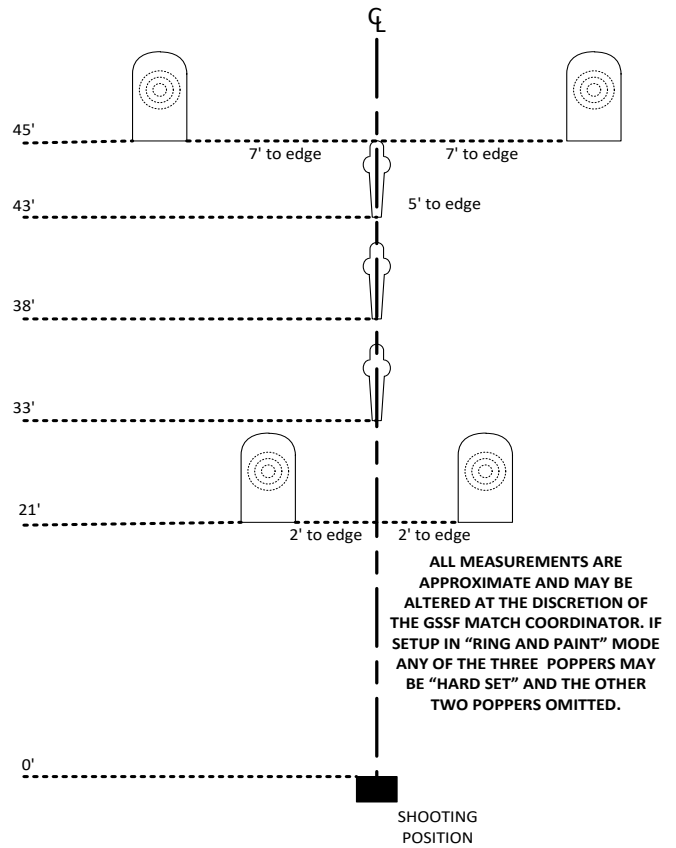 ℄
45'
7' to edge
7' to edge
43'
5' to edge
38'
33'
21'
2' to edge
2' to edge
ALL MEASUREMENTS ARE
APPROXIMATE AND MAY BE
ALTERED AT THE DISCRETION OF
THE GSSF MATCH COORDINATOR. IF
SETUP IN “RING AND PAINT” MODE
ANY OF THE THREE POPPERS MAY
BE “HARD SET” AND THE OTHER
TWO POPPERS OMITTED.
0'
SHOOTING
POSITION